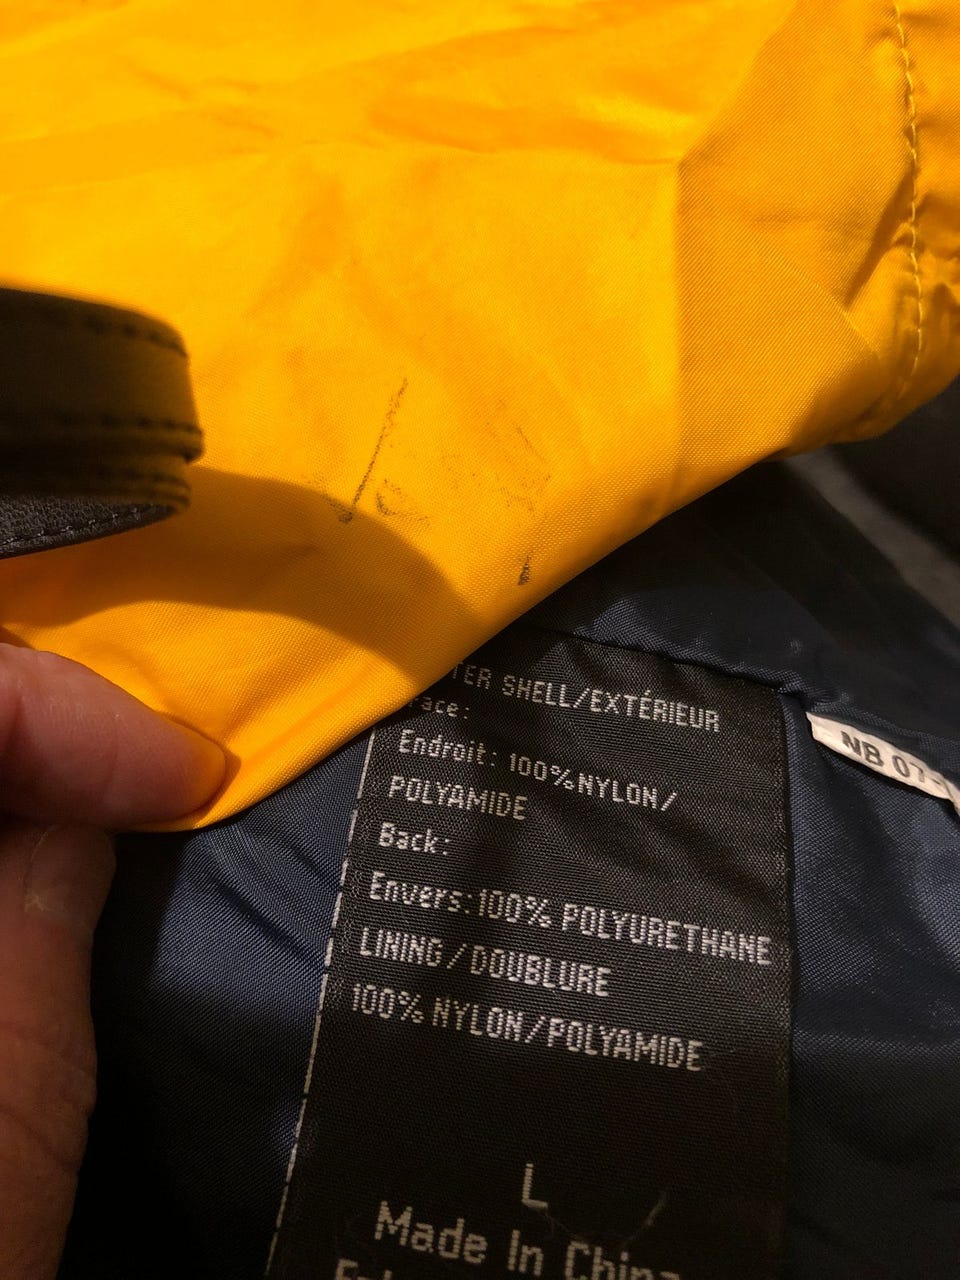 TER SHELL/EXTÉRIEUR
ace:
Endroit: 100%NYLON/
POLYAMIDE
Back:
Envers:100% POLYURETHANE
LINING/DOUBLURE
100% NYLON/POLYAMIDE
L
Made In China
NB 07